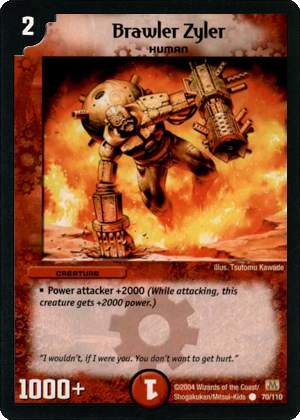 2
Brawler Zyler
HUMAN
Illus. Tsutomu Kawade
CREATURE
■ Power attacker +2000 (While attacking, this
creature gets +2000 power.)
"I wouldn't, if I were you. You don't want to get hurt."
1000+
1
©2004 Wizards of the Coast/
Shogakukan/Mitsui-Kids
70/110